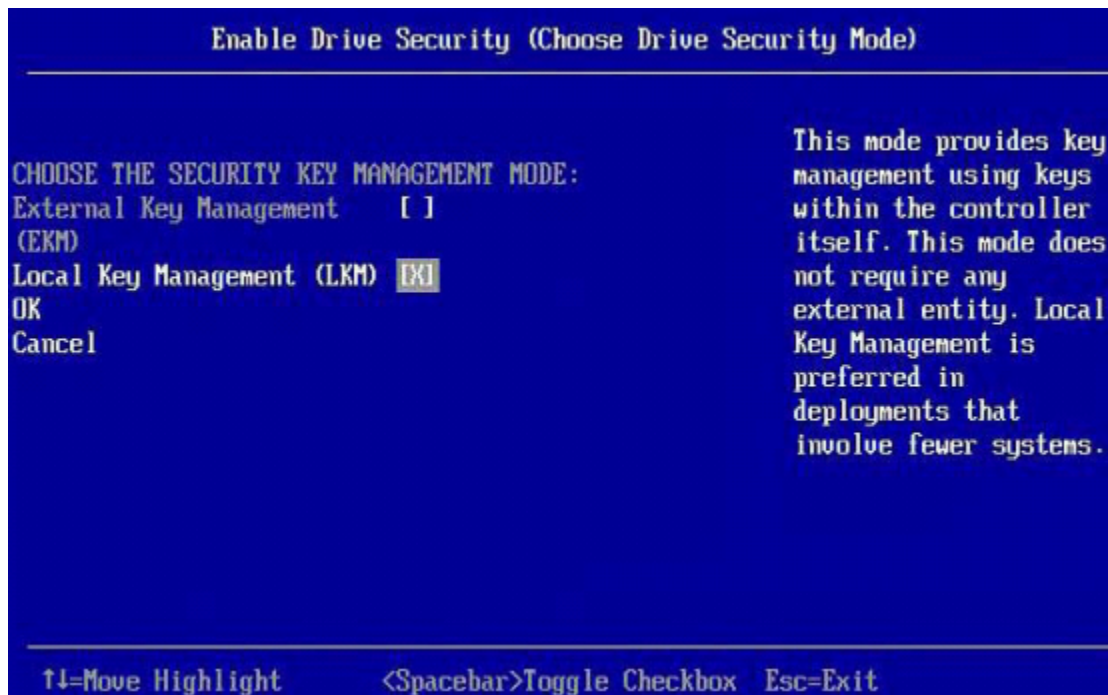 Enable Drive Security (Choose Drive Security Mode)
CHOOSE THE SECURITY KEY MANAGEMENT MODE:
External Key Management [ ]
(EKM)
Local Key Management (LKM) [X]
OK
Cancel
This mode provides key
management using keys
within the controller
itself. This mode does
not require any
external entity. Local
Key Management is
preferred in
deployments that
involve fewer systems.
↑↓=Move Highlight <Spacebar>Toggle Checkbox Esc=Exit